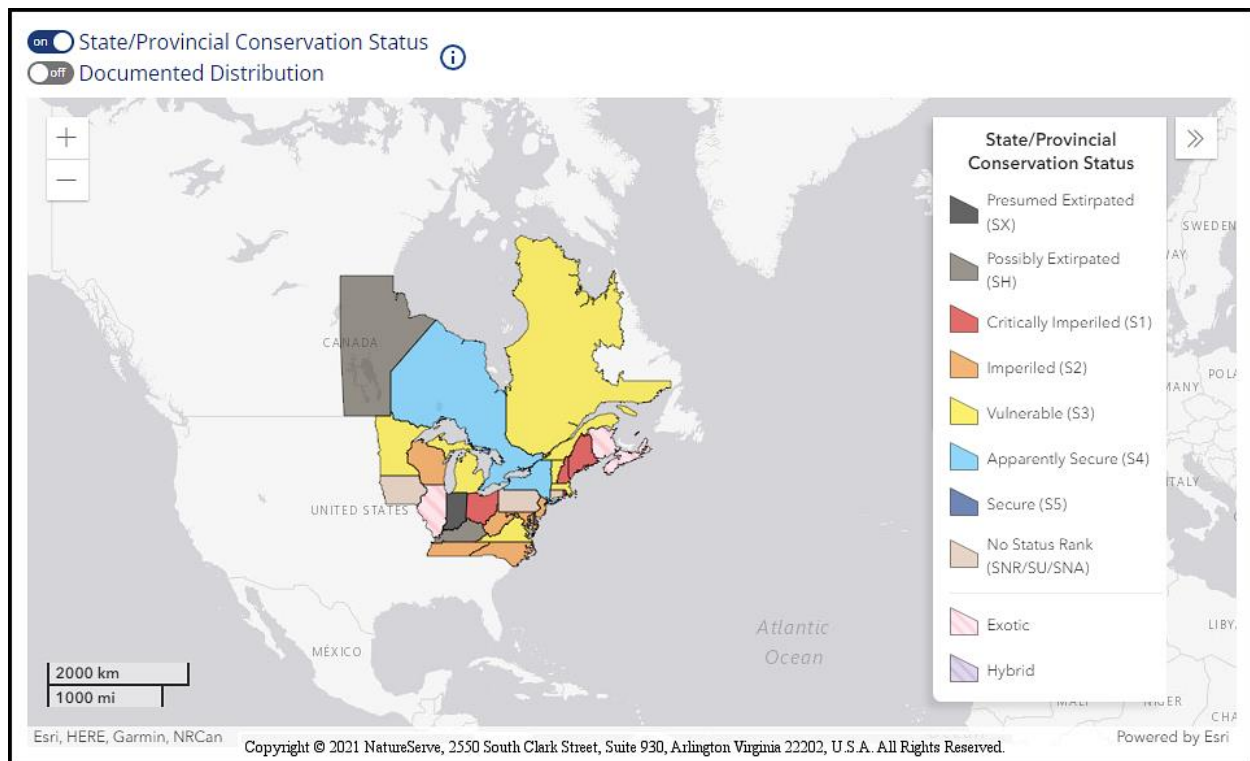 on State/Provincial Conservation Status
off Documented Distribution
+
−
State/Provincial
Conservation Status
Presumed Extirpated
(SX)
Possibly Extirpated
(SH)
Critically Imperiled (S1)
Imperiled (S2)
Vulnerable (S3)
Apparently Secure (S4)
Secure (S5)
No Status Rank
(SNR/SU/SNA)
Exotic
Hybrid
SWEDEN
CANADA
UNITED STATES
MÉXICO
Atlantic
Ocean
2000 km
1000 mi
Esri, HERE, Garmin, NRCan
Copyright © 2021 NatureServe, 2550 South Clark Street, Suite 930, Arlington Virginia 22202, U.S.A. All Rights Reserved.
Powered by Esri